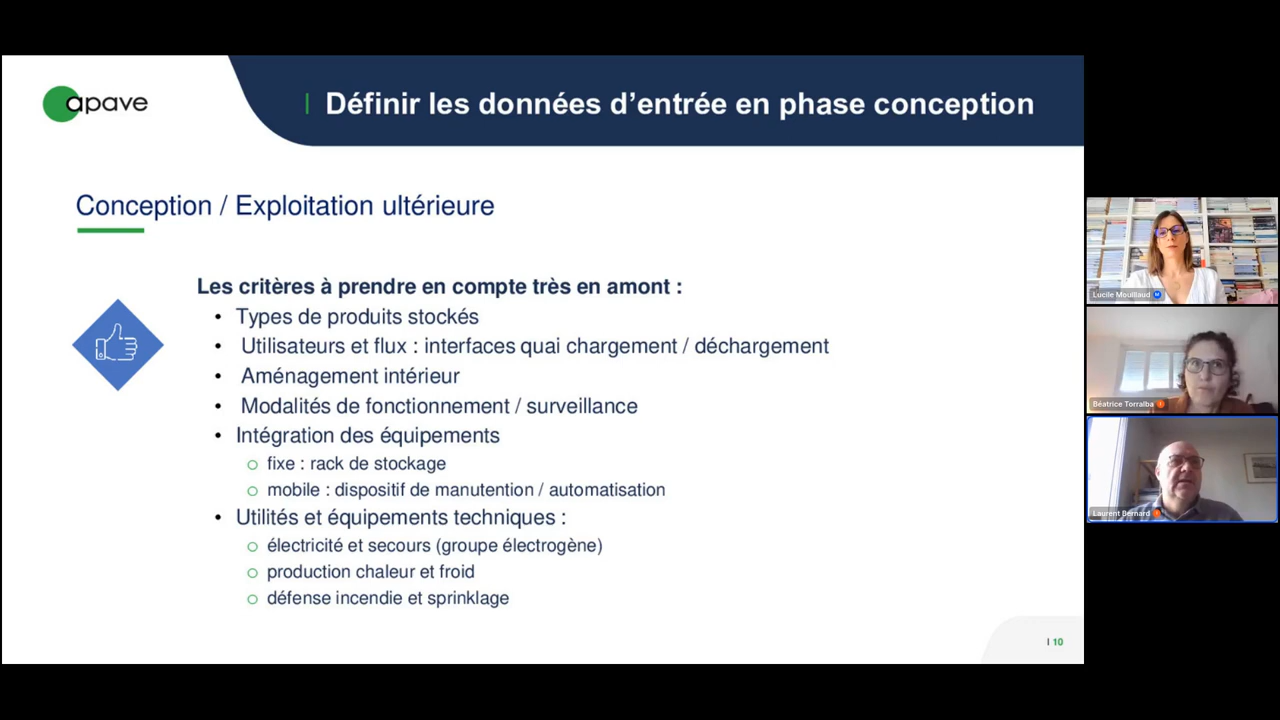 apave
Définir les données d’entrée en phase conception
Conception / Exploitation ultérieure
Les critères à prendre en compte très en amont :
• Types de produits stockés
• Utilisateurs et flux : interfaces quai chargement / déchargement
• Aménagement intérieur
• Modalités de fonctionnement / surveillance
• Intégration des équipements
o fixe : rack de stockage
o mobile : dispositif de manutention / automatisation
• Utilités et équipements techniques :
o électricité et secours (groupe électrogène)
o production chaleur et froid
o défense incendie et sprinklage
I 10
Lucile Mouillaud
Béatrice Torralba
Laurent Bernard